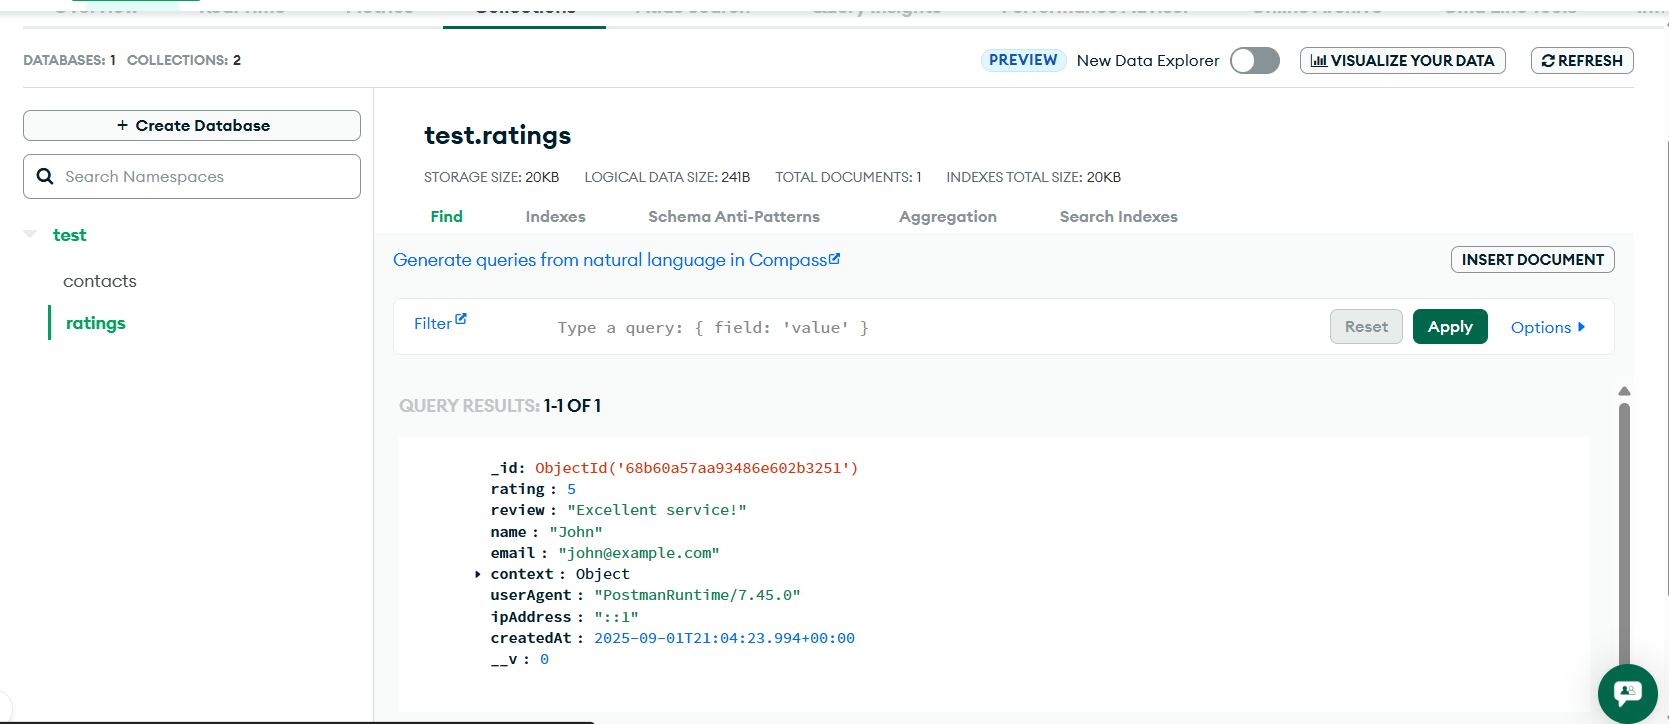 Collections
DATABASES: 1 COLLECTIONS: 2
PREVIEW New Data Explorer
VISUALIZE YOUR DATA
REFRESH
+ Create Database
Search Namespaces
test
contacts
ratings
test.ratings
STORAGE SIZE: 20KB LOGICAL DATA SIZE: 241B TOTAL DOCUMENTS: 1 INDEXES TOTAL SIZE: 20KB
Find Indexes Schema Anti-Patterns Aggregation Search Indexes
Generate queries from natural language in Compass
INSERT DOCUMENT
Filter Type a query: { field: 'value' } Reset Apply Options
QUERY RESULTS: 1-1 OF 1
_id: ObjectId('68b60a57aa93486e602b3251')
rating : 5
review : "Excellent service!"
name : "John"
email : "john@example.com"
context : Object
userAgent : "PostmanRuntime/7.45.0"
ipAddress : "::1"
createdAt : 2025-09-01T21:04:23.994+00:00
__v : 0